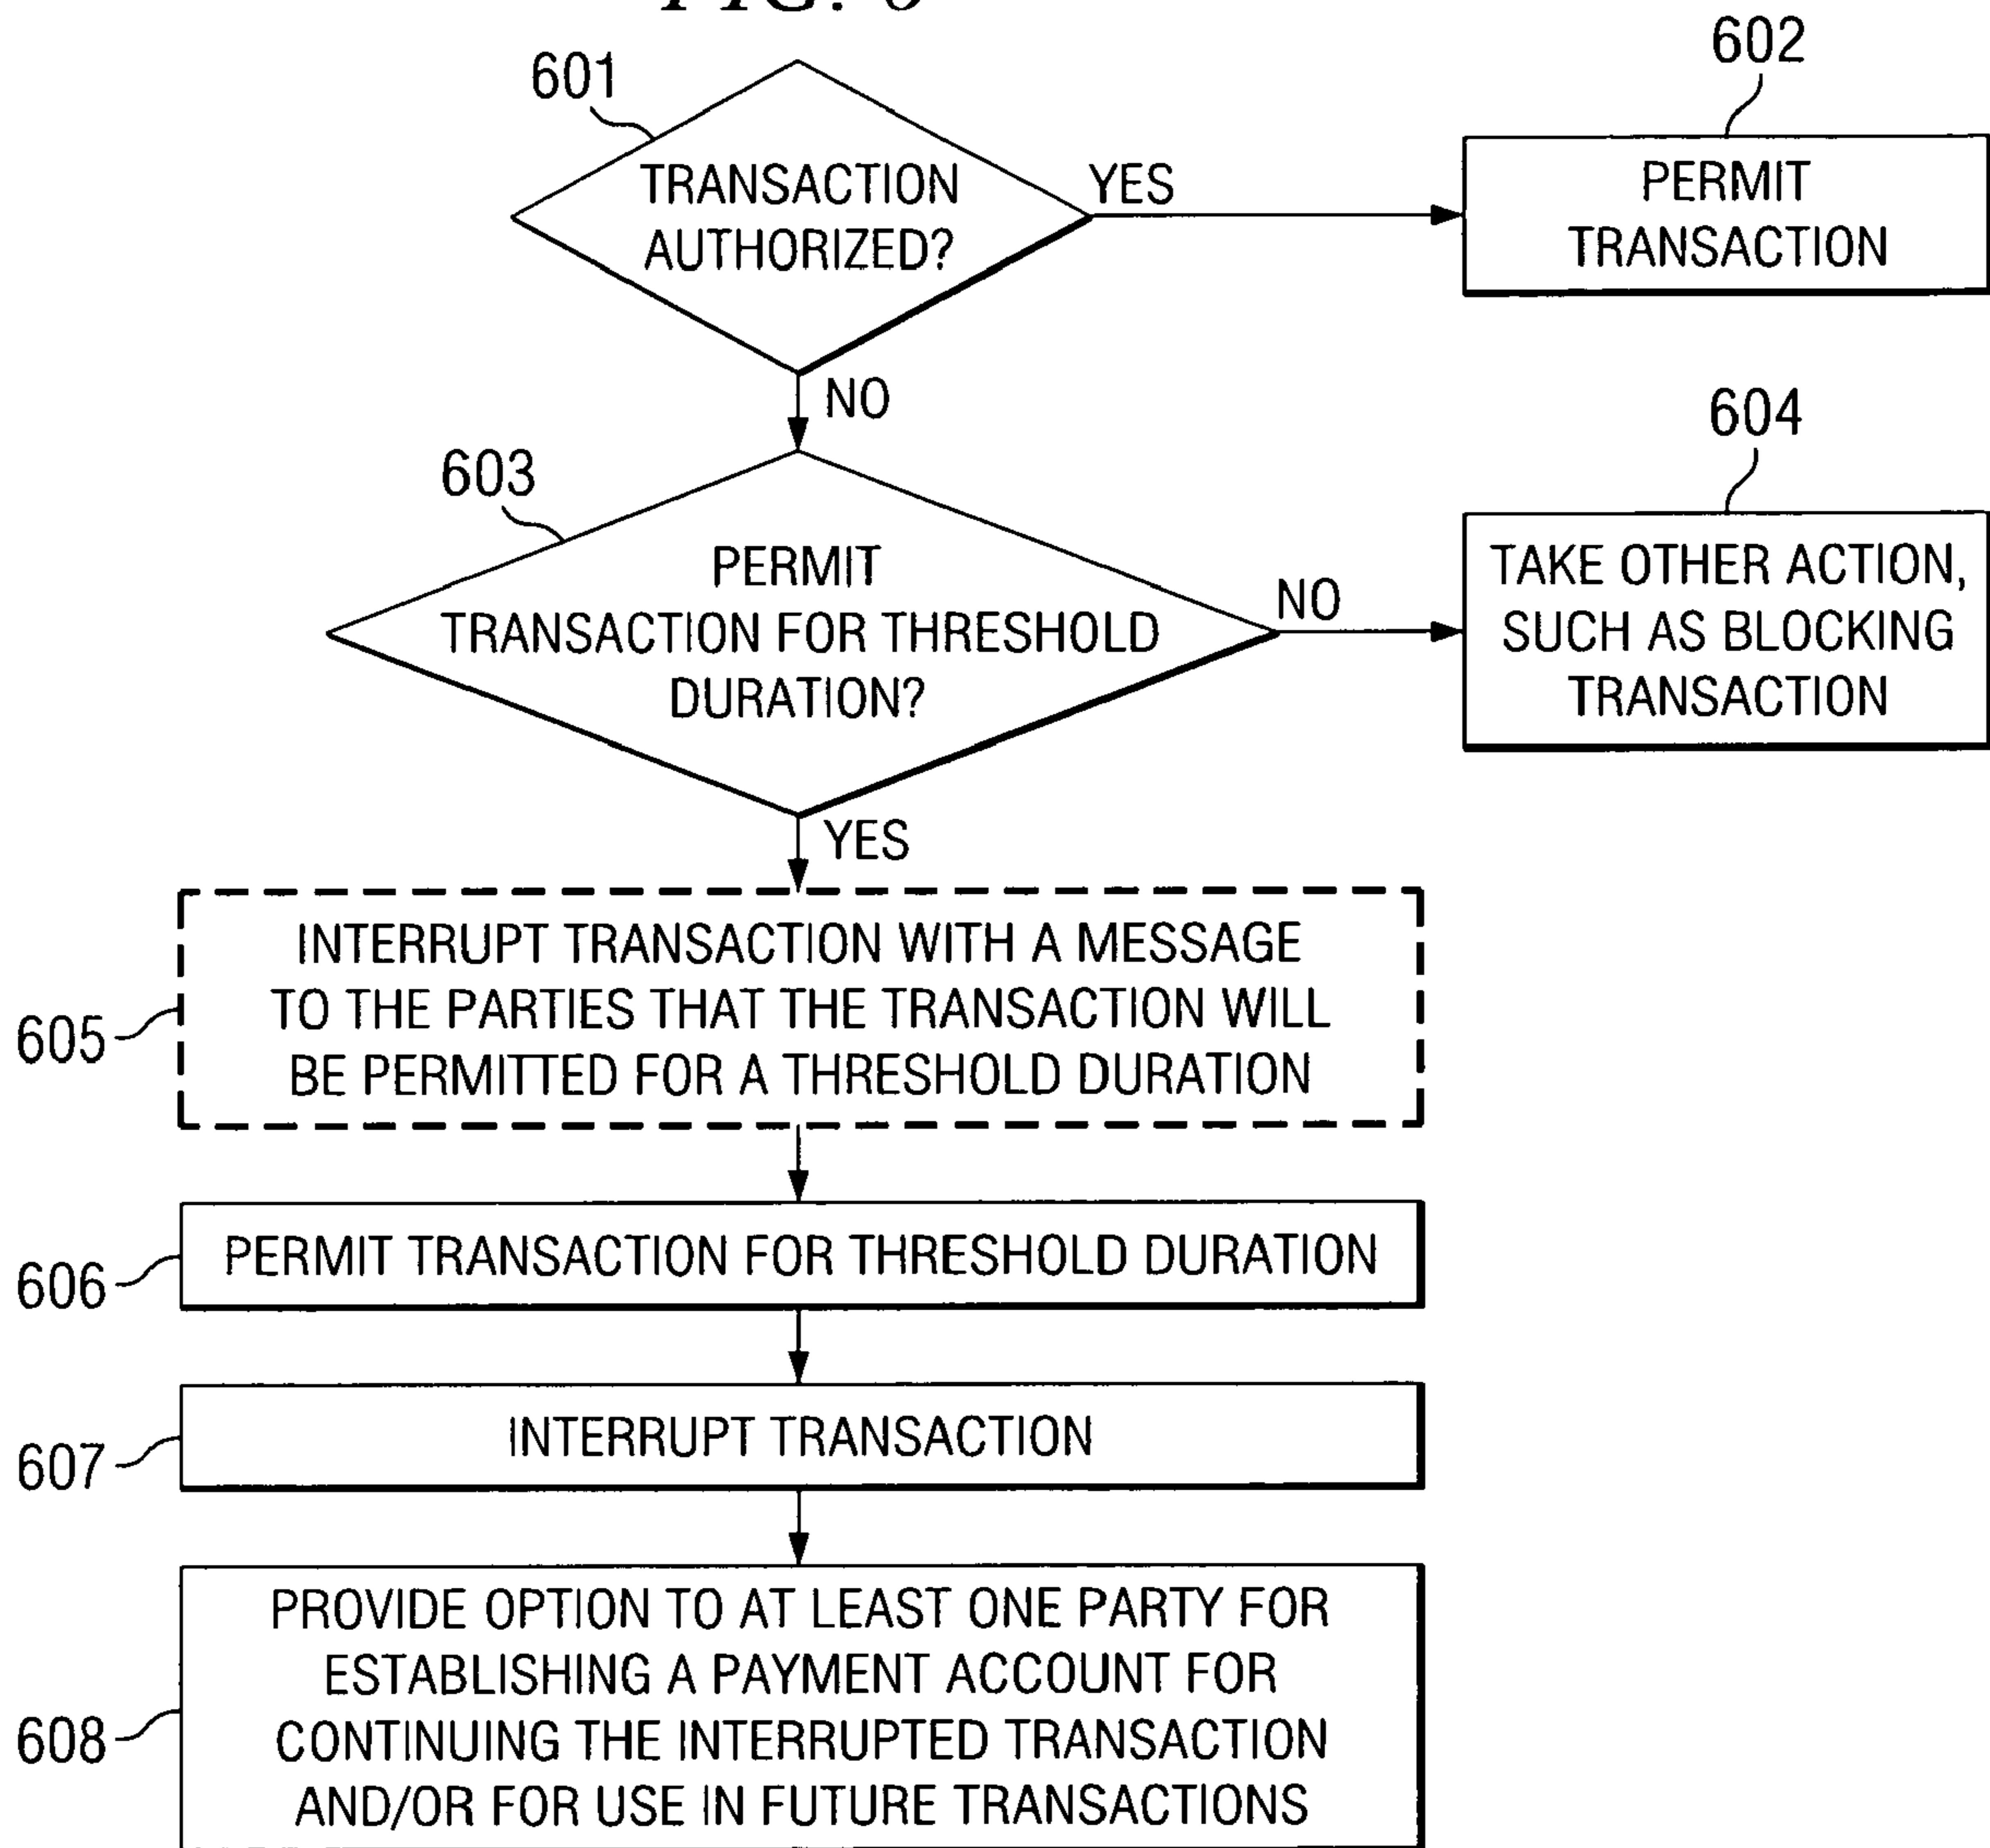 FIG. 6
601
602
TRANSACTION
AUTHORIZED?
YES
PERMIT
TRANSACTION
NO
603
604
PERMIT
TRANSACTION FOR THRESHOLD
DURATION?
NO
TAKE OTHER ACTION,
SUCH AS BLOCKING
TRANSACTION
YES
605
INTERRUPT TRANSACTION WITH A MESSAGE
TO THE PARTIES THAT THE TRANSACTION WILL
BE PERMITTED FOR A THRESHOLD DURATION
606
PERMIT TRANSACTION FOR THRESHOLD DURATION
607
INTERRUPT TRANSACTION
608
PROVIDE OPTION TO AT LEAST ONE PARTY FOR
ESTABLISHING A PAYMENT ACCOUNT FOR
CONTINUING THE INTERRUPTED TRANSACTION
AND/OR FOR USE IN FUTURE TRANSACTIONS